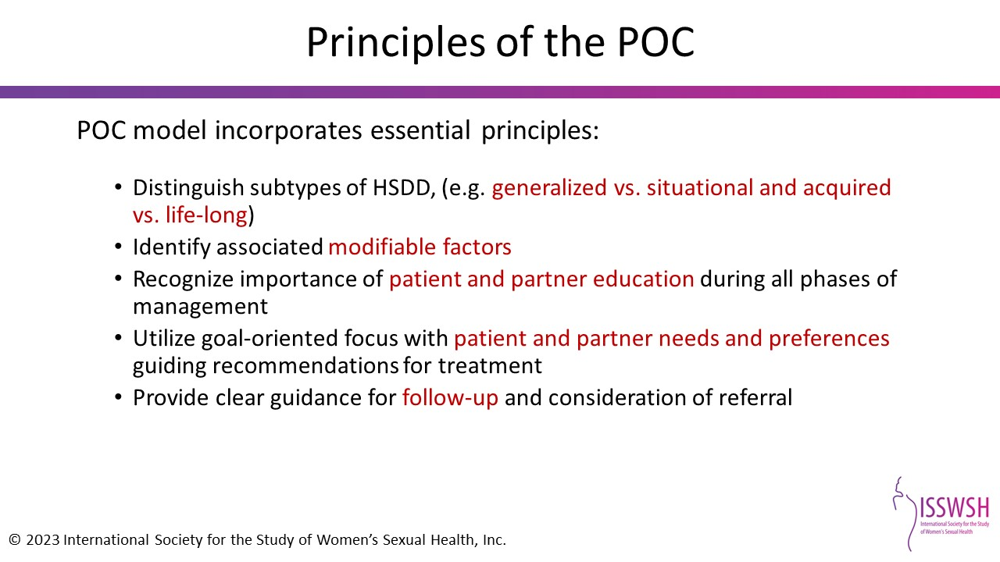 Principles of the POC
POC model incorporates essential principles:
• Distinguish subtypes of HSDD, (e.g. generalized vs. situational and acquired
vs. life-long)
• Identify associated modifiable factors
• Recognize importance of patient and partner education during all phases of
management
• Utilize goal-oriented focus with patient and partner needs and preferences
guiding recommendations for treatment
• Provide clear guidance for follow-up and consideration of referral
ISSWSH
International Society for the Study
of Women's Sexual Health
© 2023 International Society for the Study of Women’s Sexual Health, Inc.